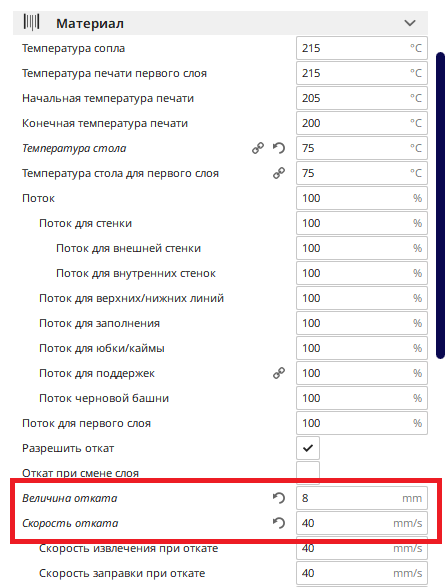 Материал
Температура сопла 215 °C
Температура печати первого слоя 215 °C
Начальная температура печати 205 °C
Конечная температура печати 200 °C
Температура стола 75 °C
Температура стола для первого слоя 75 °C
Поток 100 %
Поток для стенки 100 %
Поток для внешней стенки 100 %
Поток для внутренних стенок 100 %
Поток для верхних/нижних линий 100 %
Поток для заполнения 100 %
Поток для юбки/каймы 100 %
Поток для поддержек 100 %
Поток черновой башни 100 %
Поток для первого слоя 100 %
Разрешить откат
Откат при смене слоя
Величина отката 8 mm
Скорость отката 40 mm/s
Скорость извлечения при откате 40 mm/s
Скорость заправки при откате 40 mm/s